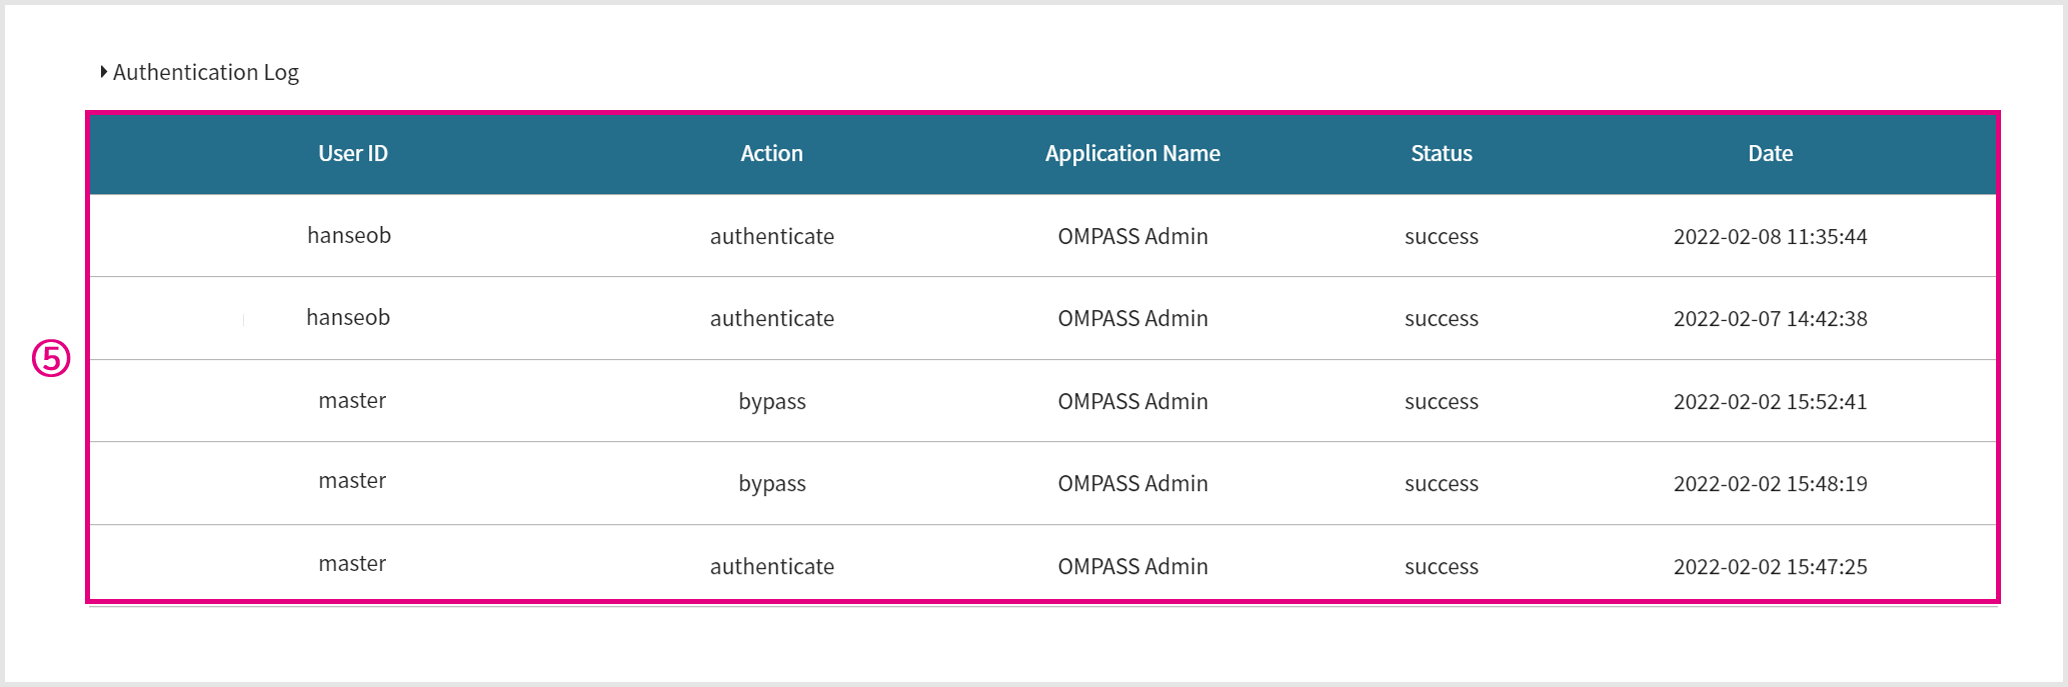 Authentication Log
User ID Action Application Name Status Date
hanseob authenticate OMPASS Admin success 2022-02-08 11:35:44
hanseob authenticate OMPASS Admin success 2022-02-07 14:42:38
⑤
master bypass OMPASS Admin success 2022-02-02 15:52:41
master bypass OMPASS Admin success 2022-02-02 15:48:19
master authenticate OMPASS Admin success 2022-02-02 15:47:25